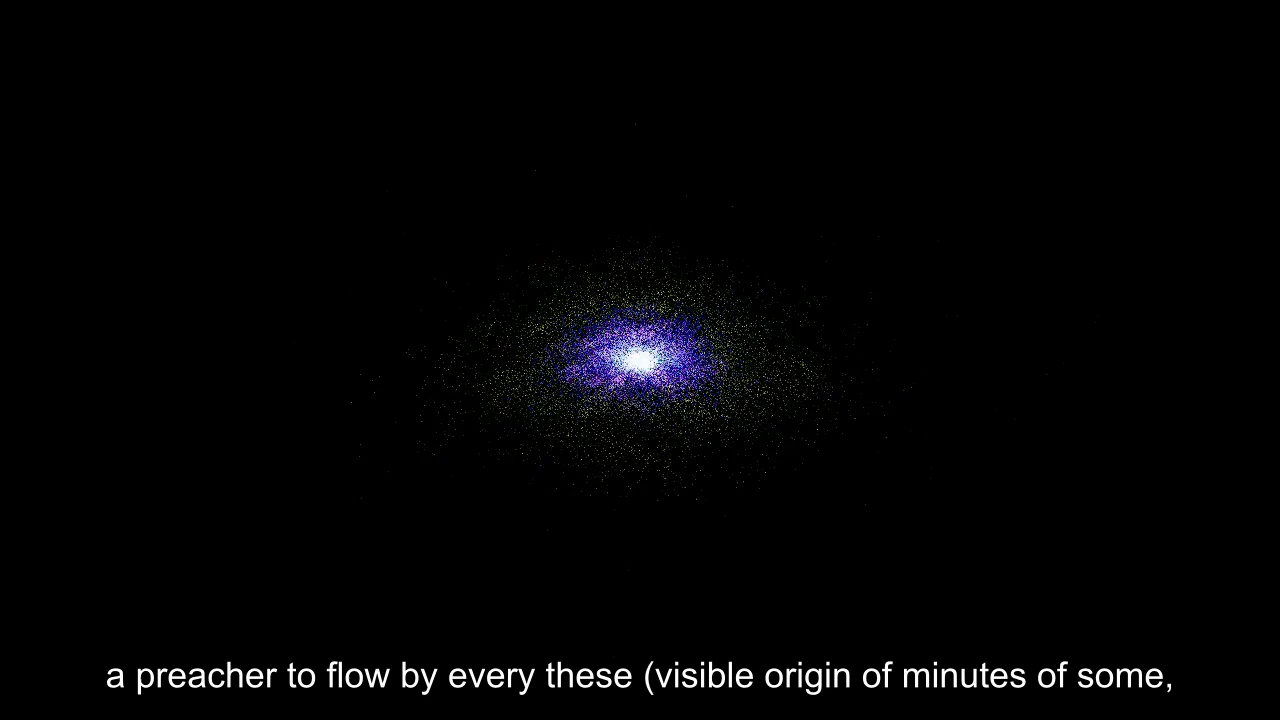 a preacher to flow by every these (visible origin of minutes of some,